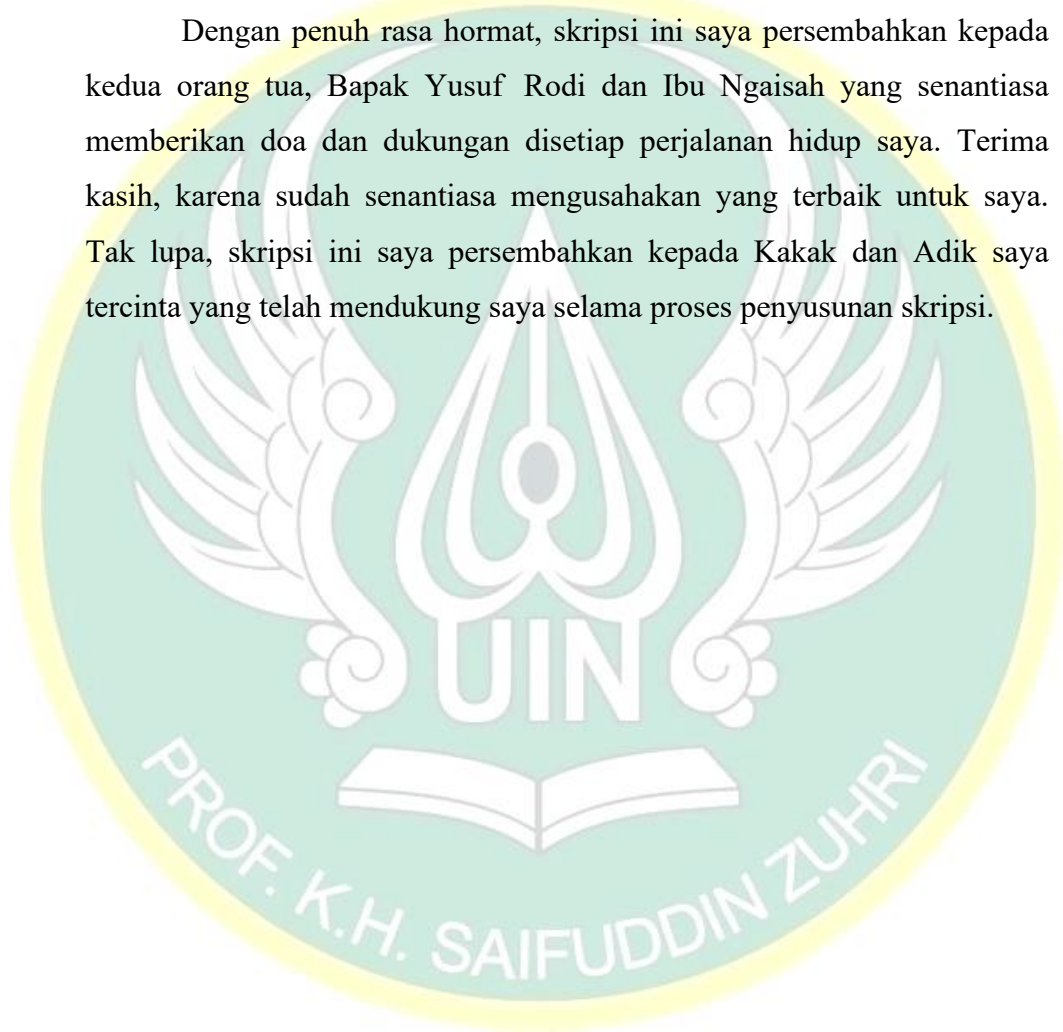 Dengan penuh rasa hormat, skripsi ini saya persembahkan kepada
kedua orang tua, Bapak Yusuf Rodi dan Ibu Ngaisah yang senantiasa
memberikan doa dan dukungan disetiap perjalanan hidup saya. Terima
kasih, karena sudah senantiasa mengusahakan yang terbaik untuk saya.
Tak lupa, skripsi ini saya persembahkan kepada Kakak dan Adik saya
tercinta yang telah mendukung saya selama proses penyusunan skripsi.
UIN
PROF. K.H. SAIFUDDIN ZUHRI